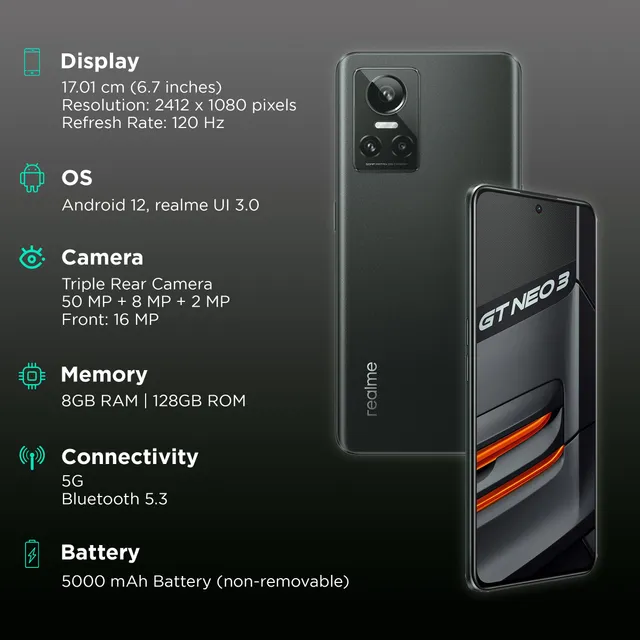 Display
17.01 cm (6.7 inches)
Resolution: 2412 x 1080 pixels
Refresh Rate: 120 Hz
OS
Android 12, realme UI 3.0
Camera
Triple Rear Camera
50 MP + 8 MP + 2 MP
Front: 16 MP
Memory
8GB RAM | 128GB ROM
Connectivity
5G
Bluetooth 5.3
Battery
5000 mAh Battery (non-removable)
realme
GT NEO 3